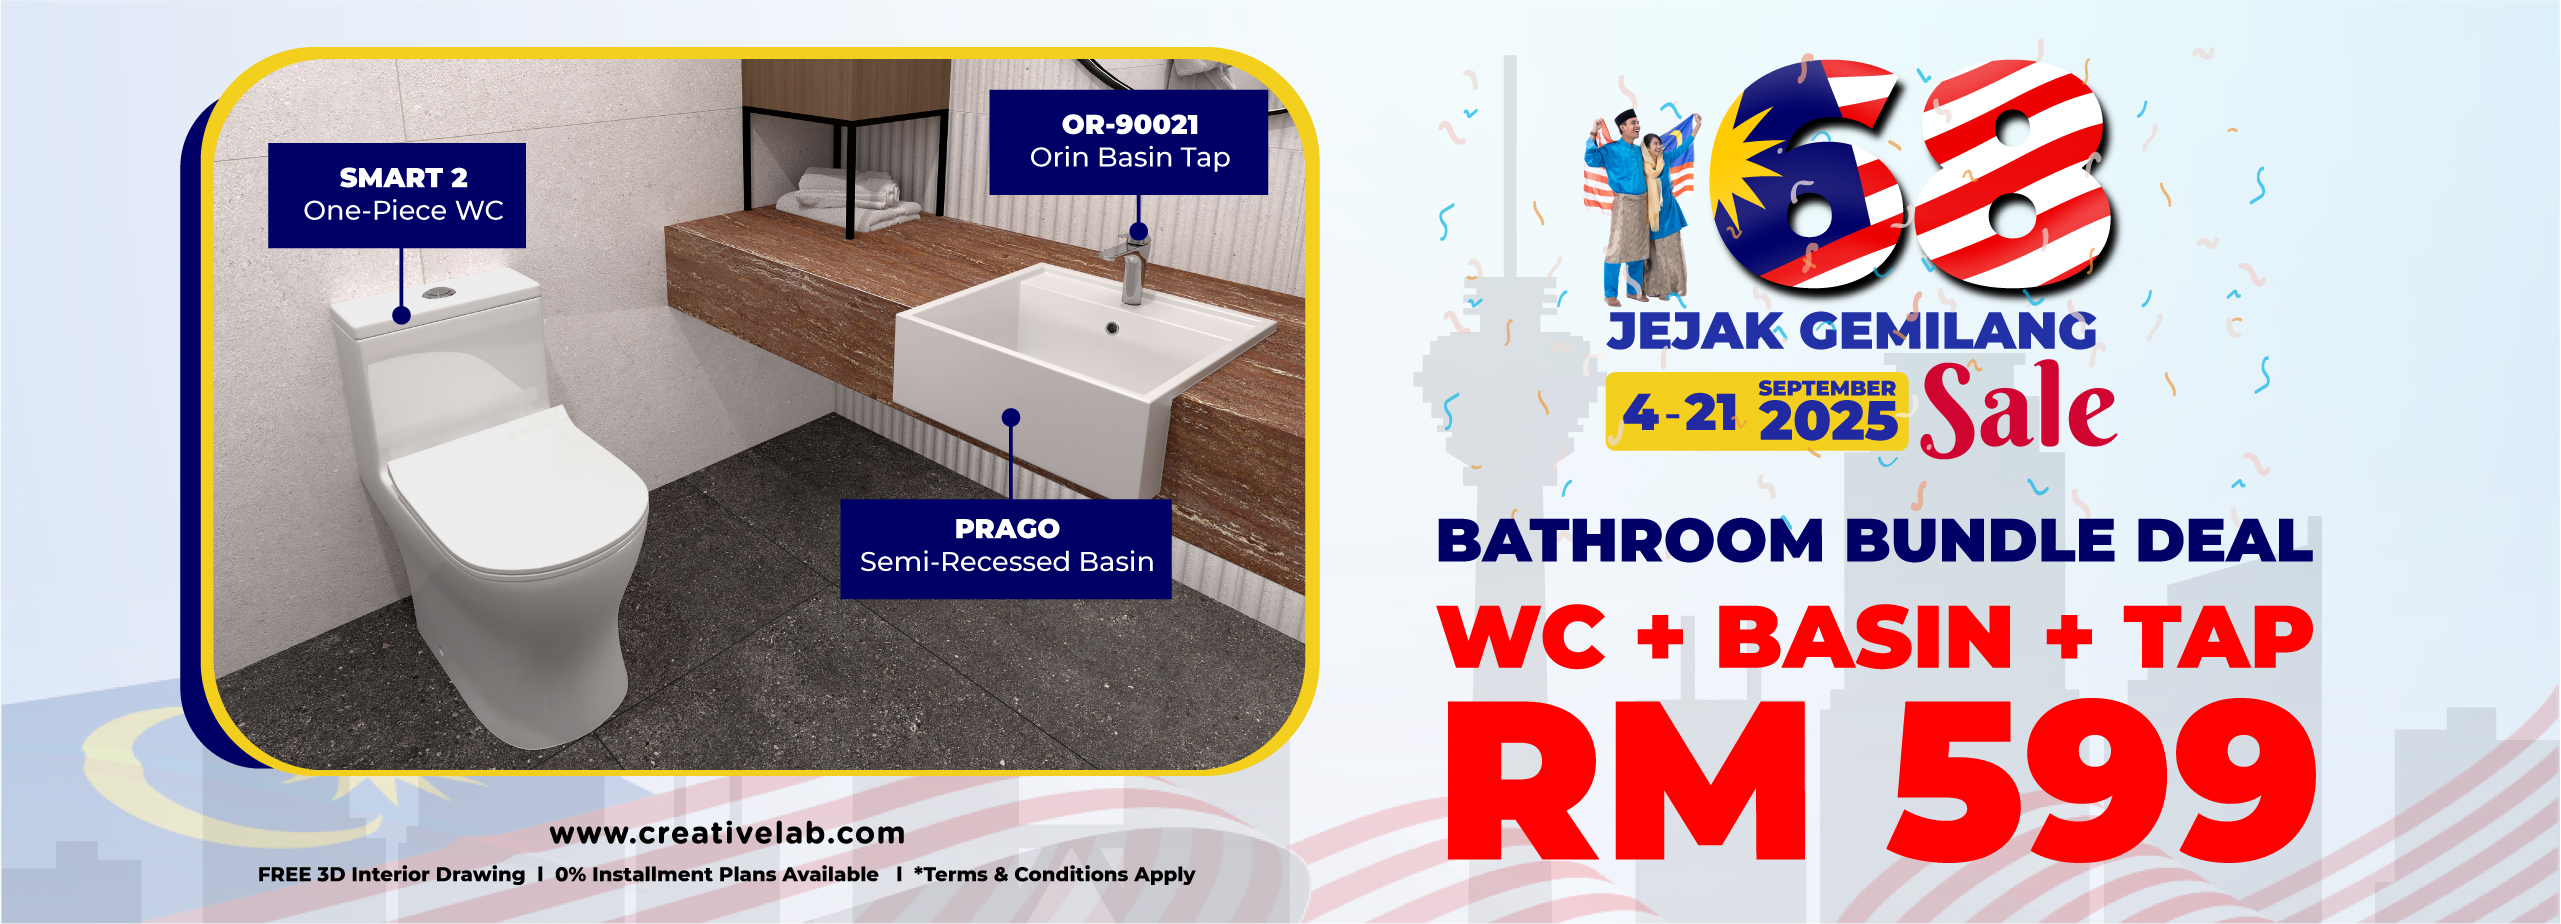 SMART 2
One-Piece WC
OR-90021
Orin Basin Tap
PRAGO
Semi-Recessed Basin
www.creativelab.com
FREE 3D Interior Drawing | 0% Installment Plans Available | *Terms & Conditions Apply
68
JEJAK GEMILANG
4-21 SEPTEMBER 2025
Sale
BATHROOM BUNDLE DEAL
WC + BASIN + TAP
RM 599